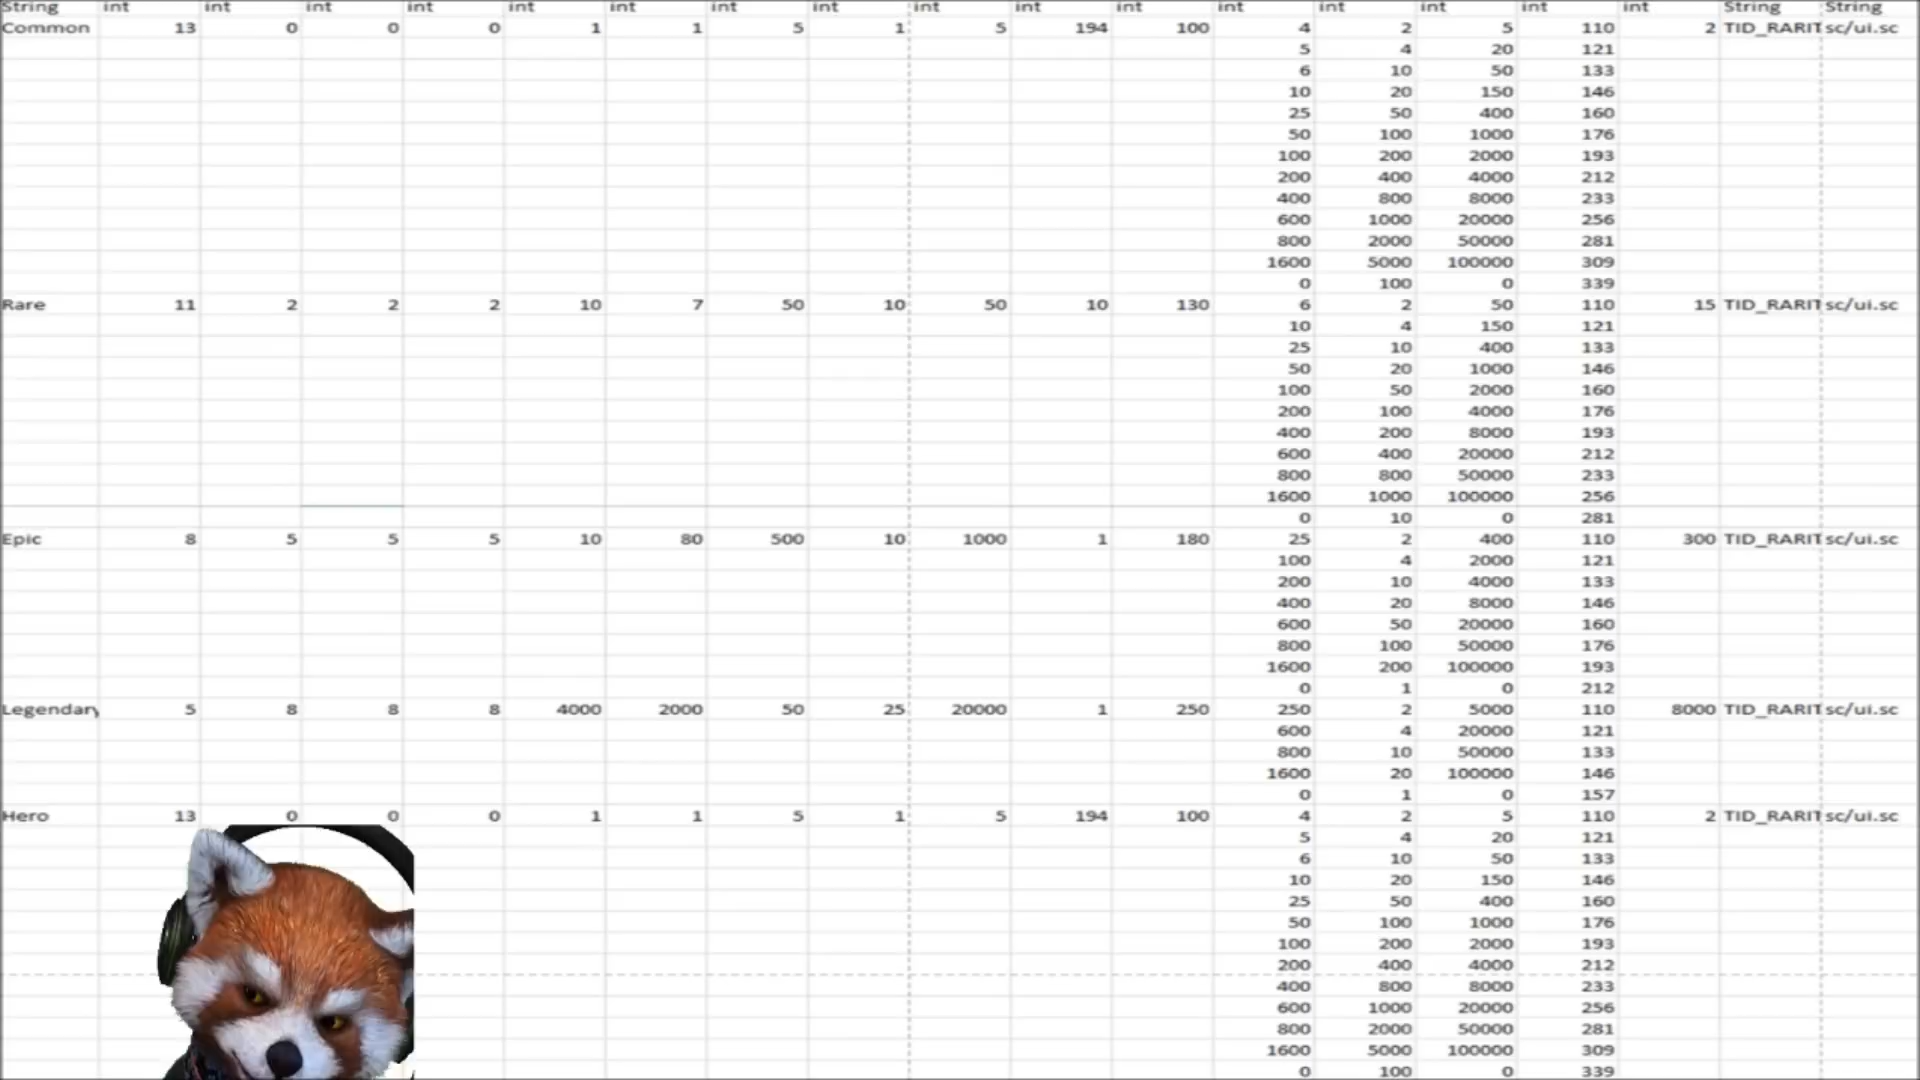 String int int int int int int int int int int int int int int int int String String
Common 13 0 0 0 1 1 5 1 5 194 100 4 2 5 110 2 TID_RARIT sc/ui.sc
5 4 20 121
6 10 50 133
10 20 150 146
25 50 400 160
50 100 1000 176
100 200 2000 193
200 400 4000 212
400 800 8000 233
600 1000 20000 256
800 2000 50000 281
1600 5000 100000 309
0 100 0 339
Rare 11 2 2 2 10 7 50 10 50 10 130 6 2 50 110 15 TID_RARIT sc/ui.sc
10 4 150 121
25 10 400 133
50 20 1000 146
100 50 2000 160
200 100 4000 176
400 200 8000 193
600 400 20000 212
800 800 50000 233
1600 1000 100000 256
0 10 0 281
Epic 8 5 5 5 10 80 500 10 1000 1 180 25 2 400 110 300 TID_RARIT sc/ui.sc
100 4 2000 121
200 10 4000 133
400 20 8000 146
600 50 20000 160
800 100 50000 176
1600 200 100000 193
0 1 0 212
Legendary 5 8 8 8 4000 2000 50 25 20000 1 250 250 2 5000 110 8000 TID_RARIT sc/ui.sc
600 4 20000 121
800 10 50000 133
1600 20 100000 146
0 1 0 157
Hero 13 0 0 0 1 1 5 1 5 194 100 4 2 5 110 2 TID_RARIT sc/ui.sc
5 4 20 121
6 10 50 133
10 20 150 146
25 50 400 160
50 100 1000 176
100 200 2000 193
200 400 4000 212
400 800 8000 233
600 1000 20000 256
800 2000 50000 281
1600 5000 100000 309
0 100 0 339